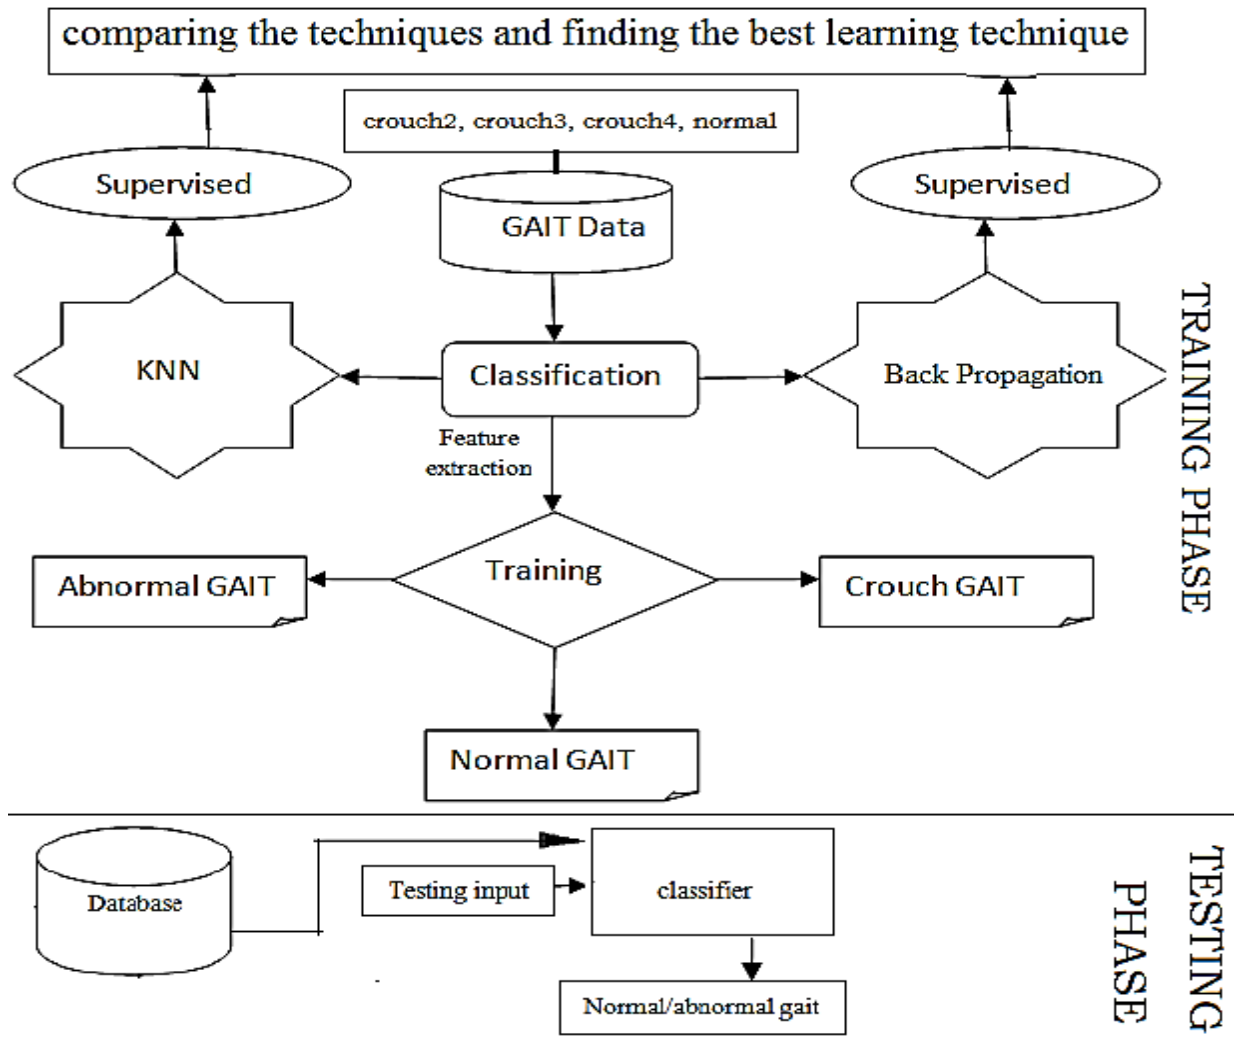 comparing the techniques and finding the best learning technique
crouch2, crouch3, crouch4, normal
Supervised
GAIT Data
Supervised
KNN
Classification
Back Propagation
Feature
extraction
Training
Abnormal GAIT
Crouch GAIT
Normal GAIT
TRAINING PHASE
Database
Testing input
classifier
Normal/abnormal gait
TESTING
PHASE